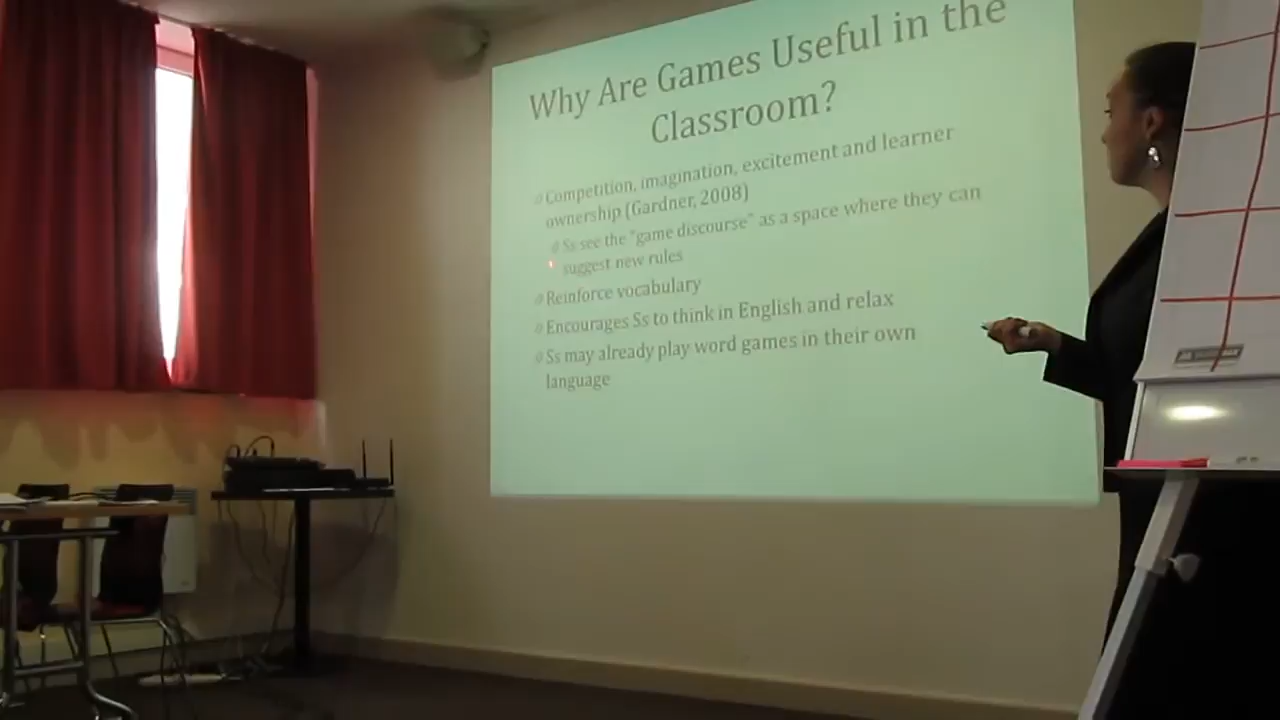 Why Are Games Useful in the
Classroom?
Competition, imagination, excitement and learner
ownership (Gardner, 2008)
Ss see the "game discourse" as a space where they can
suggest new rules
Reinforce vocabulary
Encourages Ss to think in English and relax
Ss may already play word games in their own
language